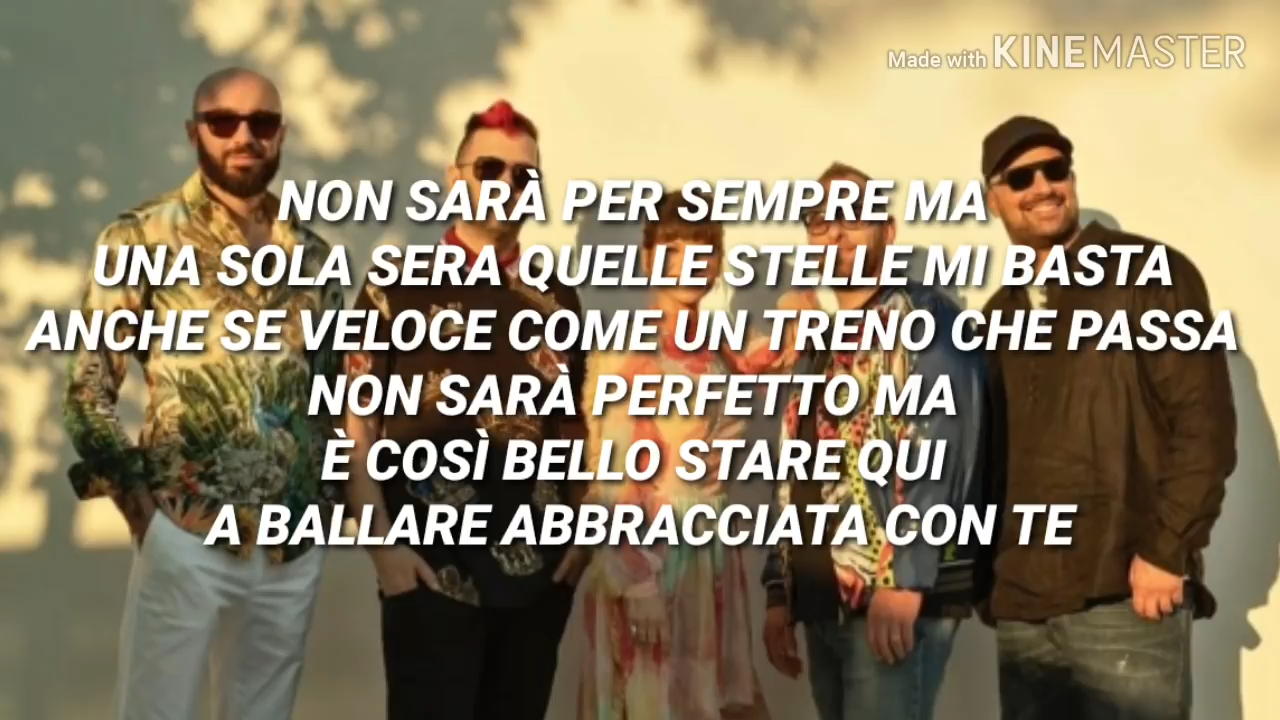 Made with KINEMASTER
NON SARÀ PER SEMPRE MA
UNA SOLA SERA QUELLE STELLE MI BASTA
ANCHE SE VELOCE COME UN TRENO CHE PASSA
NON SARÀ PERFETTO MA
È COSÌ BELLO STARE QUI
A BALLARE ABBRACCIATA CON TE